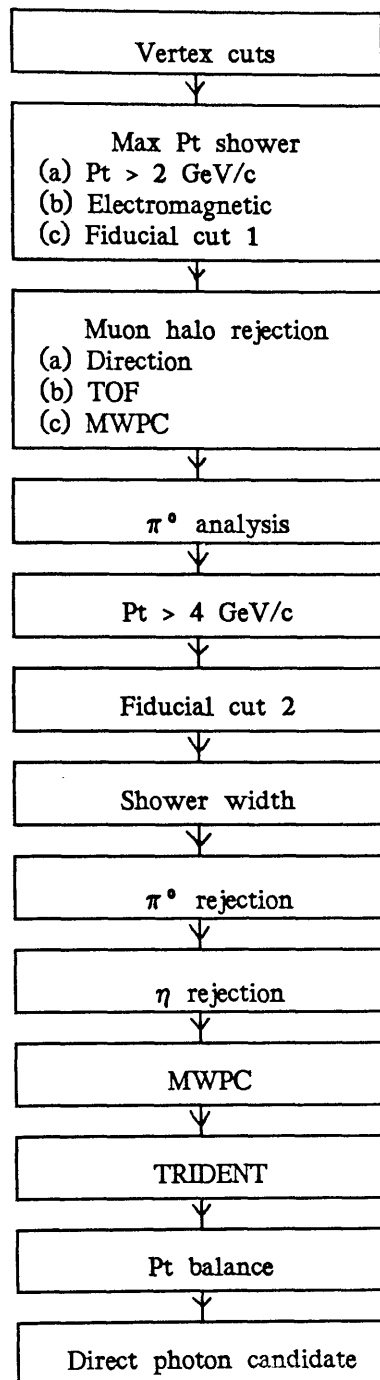 Vertex cuts
Max Pt shower
(a) Pt > 2 GeV/c
(b) Electromagnetic
(c) Fiducial cut 1
Muon halo rejection
(a) Direction
(b) TOF
(c) MWPC
π° analysis
Pt > 4 GeV/c
Fiducial cut 2
Shower width
π° rejection
η rejection
MWPC
TRIDENT
Pt balance
Direct photon candidate